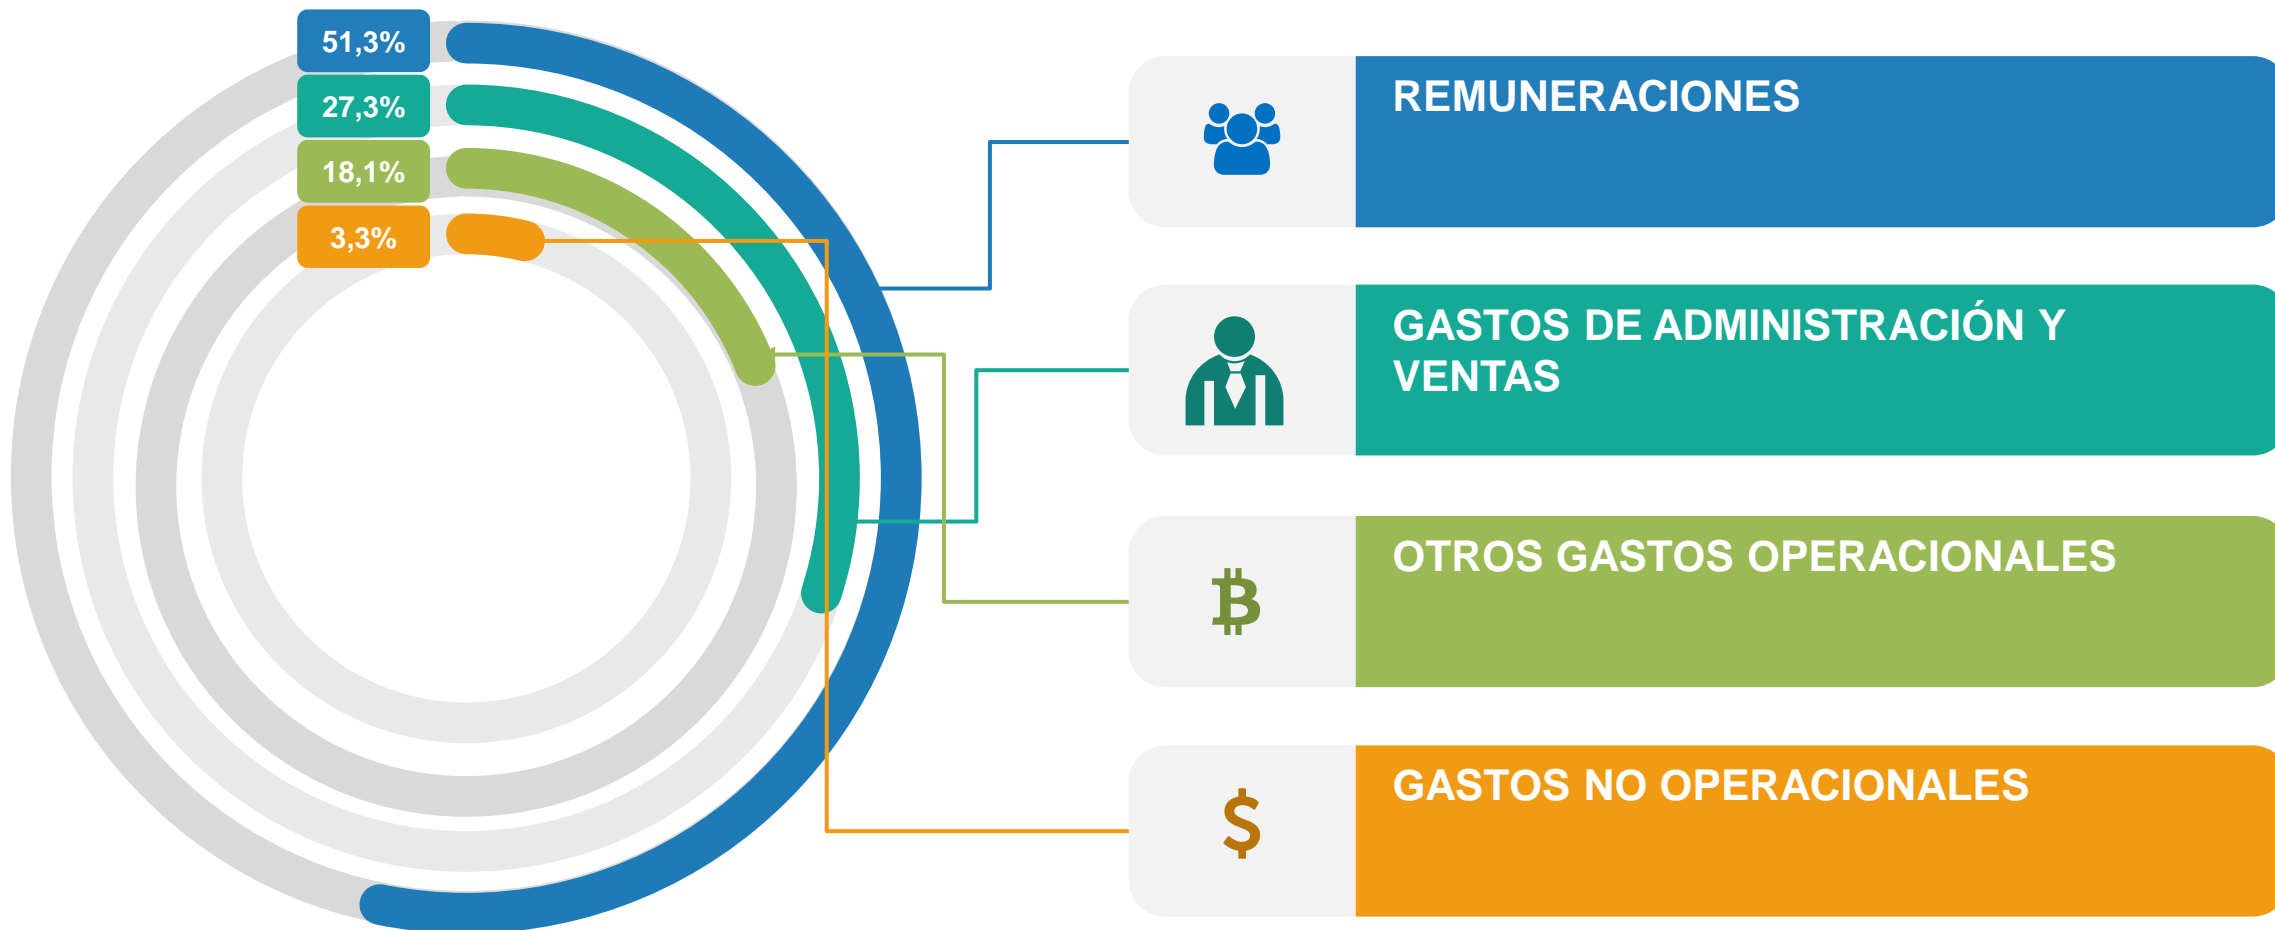 51,3%
27,3%
18,1%
3,3%
REMUNERACIONES
GASTOS DE ADMINISTRACIÓN Y
VENTAS
OTROS GASTOS OPERACIONALES
GASTOS NO OPERACIONALES